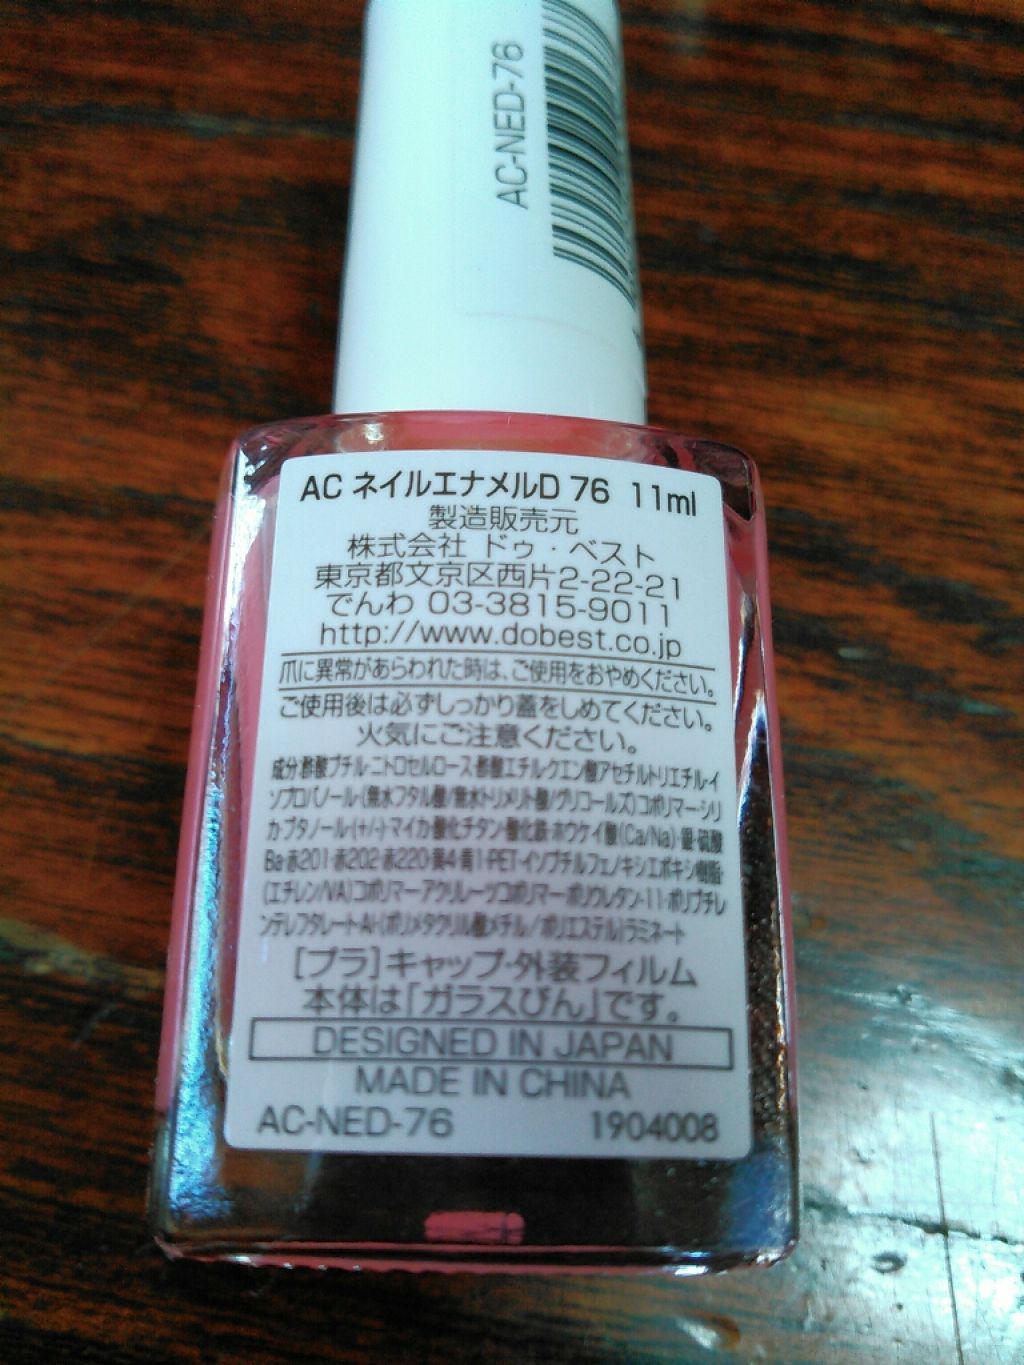 AC-NED-76
AC ネイルエナメルD 76 11ml
製造販売元
株式会社 ドゥ・ベスト
東京都文京区西片2-22-21
でんわ 03-3815-9011
http://www.dobest.co.jp
爪に異常があらわれた時は、ご使用をおやめください。
ご使用後は必ずしっかり蓋をしめてください。
火気にご注意ください。
成分:酢酸ブチル・ニトロセルロース・酢酸エチル・クエン酸アセチルトリエチル・イ
ソプロパノール・(無水フタル酸/無水トリメリト酸/グリコールズ)コポリマー・シリ
カ・ブタノール・(+/-)マイカ・酸化チタン・酸化鉄・ホウケイ酸(Ca/Na)・銀・硫酸
Ba・赤201・赤202・赤220・黄4・青1・PET・イソブチルフェノキシエポキシ樹脂・
(エチレン/VA)コポリマー・アクリレーツコポリマー・ポリウレタン-11・ポリブチレ
ンテレフタレート・Al・(ポリメタクリル酸メチル/ポリエステル)ラミネート
[プラ]キャップ・外装フィルム
本体は「ガラスびん」です。
DESIGNED IN JAPAN
MADE IN CHINA
AC-NED-76 1904008